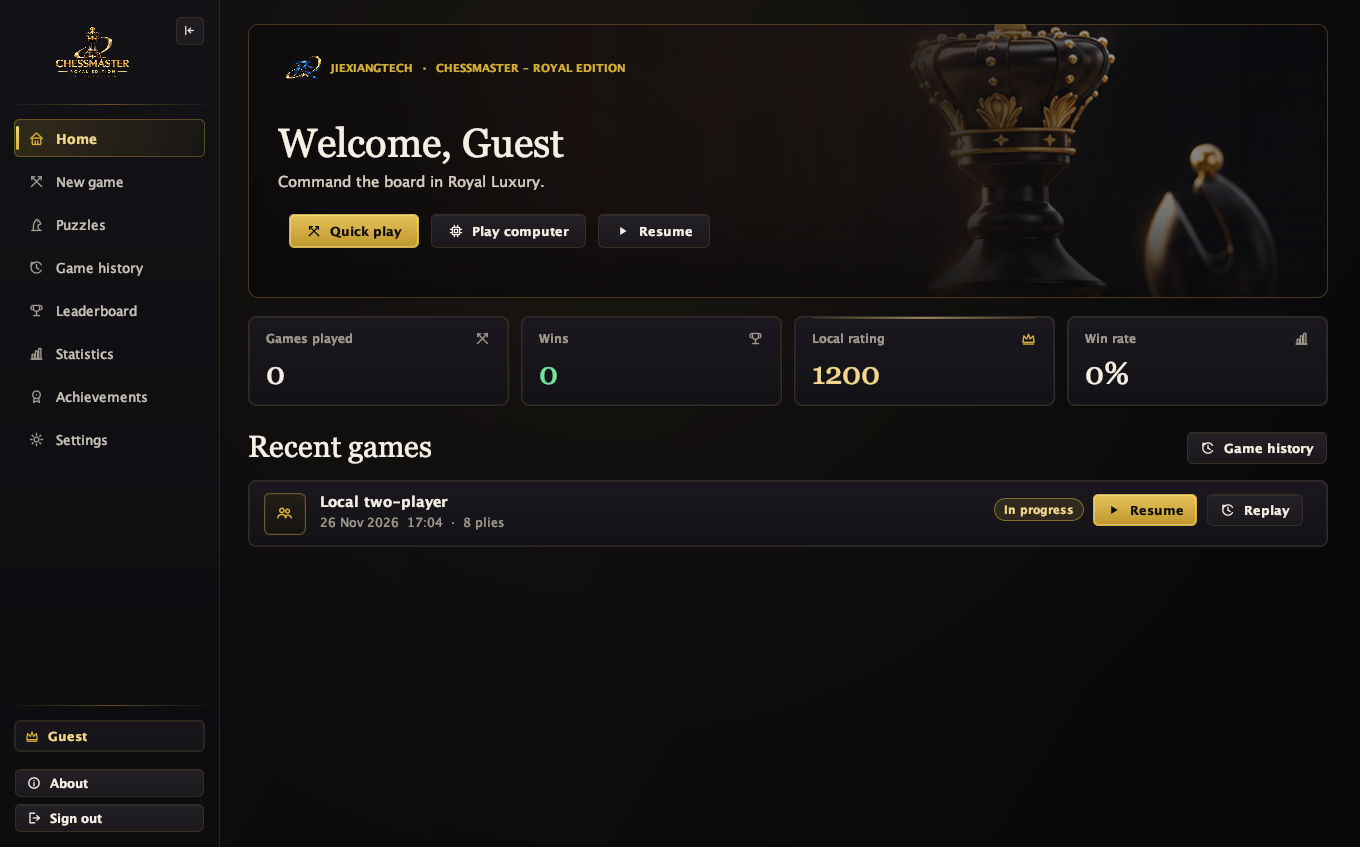 CHESSMASTER
ROYAL EDITION
Home
New game
Puzzles
Game history
Leaderboard
Statistics
Achievements
Settings
Guest
About
Sign out
JIEXIANGTECH · CHESSMASTER – ROYAL EDITION
Welcome, Guest
Command the board in Royal Luxury.
Quick play
Play computer
Resume
Games played
0
Wins
0
Local rating
1200
Win rate
0%
Recent games
Game history
Local two-player
26 Nov 2026 17:04 · 8 plies
In progress
Resume
Replay